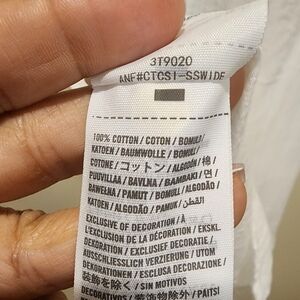 3T9020
ANF#CTCSI-SSWIDF
100% COTTON / COTON / BOMULL /
KATOEN / BAUMWOLLE / BOMULL /
COTONE / コットン / ALGODÓN / 棉 /
PUUVILLAA / BAVLNA / BAMBAKI / 면 /
BAWEŁNA / PAMUT / BOMULL / ALGODÃO /
KATOEN / ALGODÃO / PAMUK / القطن
EXCLUSIVE OF DECORATION / À
L'EXCLUSION DE LA DÉCORATION / EKSKL.
DECORATION / EXCLUSIEF DECORATIE /
AUSSCHLIESSLICH VERZIERUNG / UTOM
DEKORATIONEN / ESCLUSA DECORAZIONE /
装飾を除く / SIN MOTIVOS
DECORATIVOS / 装饰物除外 / PAITSI